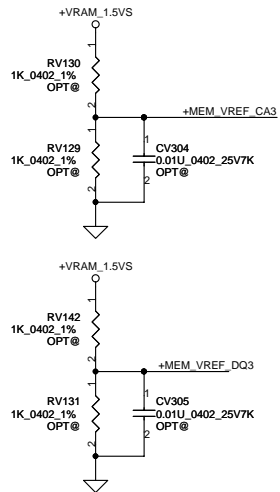 +VRAM_1.5VS
1
RV130
1K_0402_1%
OPT@
2
+MEM_VREF_CA3
1
RV129
1K_0402_1%
OPT@
2
1
CV304
0.01U_0402_25V7K
OPT@
2
+VRAM_1.5VS
1
RV142
1K_0402_1%
OPT@
2
+MEM_VREF_DQ3
1
RV131
1K_0402_1%
OPT@
2
1
CV305
0.01U_0402_25V7K
OPT@
2